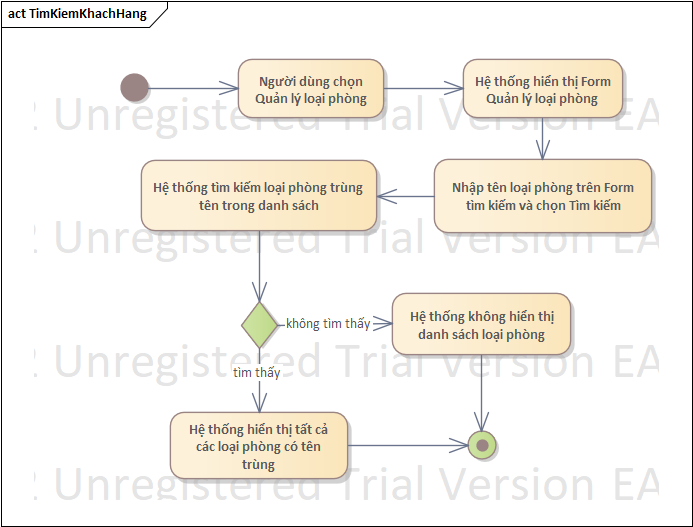 act TimKiemKhachHang
Người dùng chọn
Quản lý loại phòng
Hệ thống hiển thị Form
Quản lý loại phòng
Unregistered Trial Version EA
Hệ thống tìm kiếm loại phòng trùng
tên trong danh sách
Nhập tên loại phòng trên Form
tìm kiếm và chọn Tìm kiếm
Unregistered Trial Version EA
không tìm thấy
Hệ thống không hiển thị
danh sách loại phòng
Unregistered Trial Version EA
tìm thấy
Hệ thống hiển thị tất cả
các loại phòng có tên
trùng
Unregistered Trial Version EA